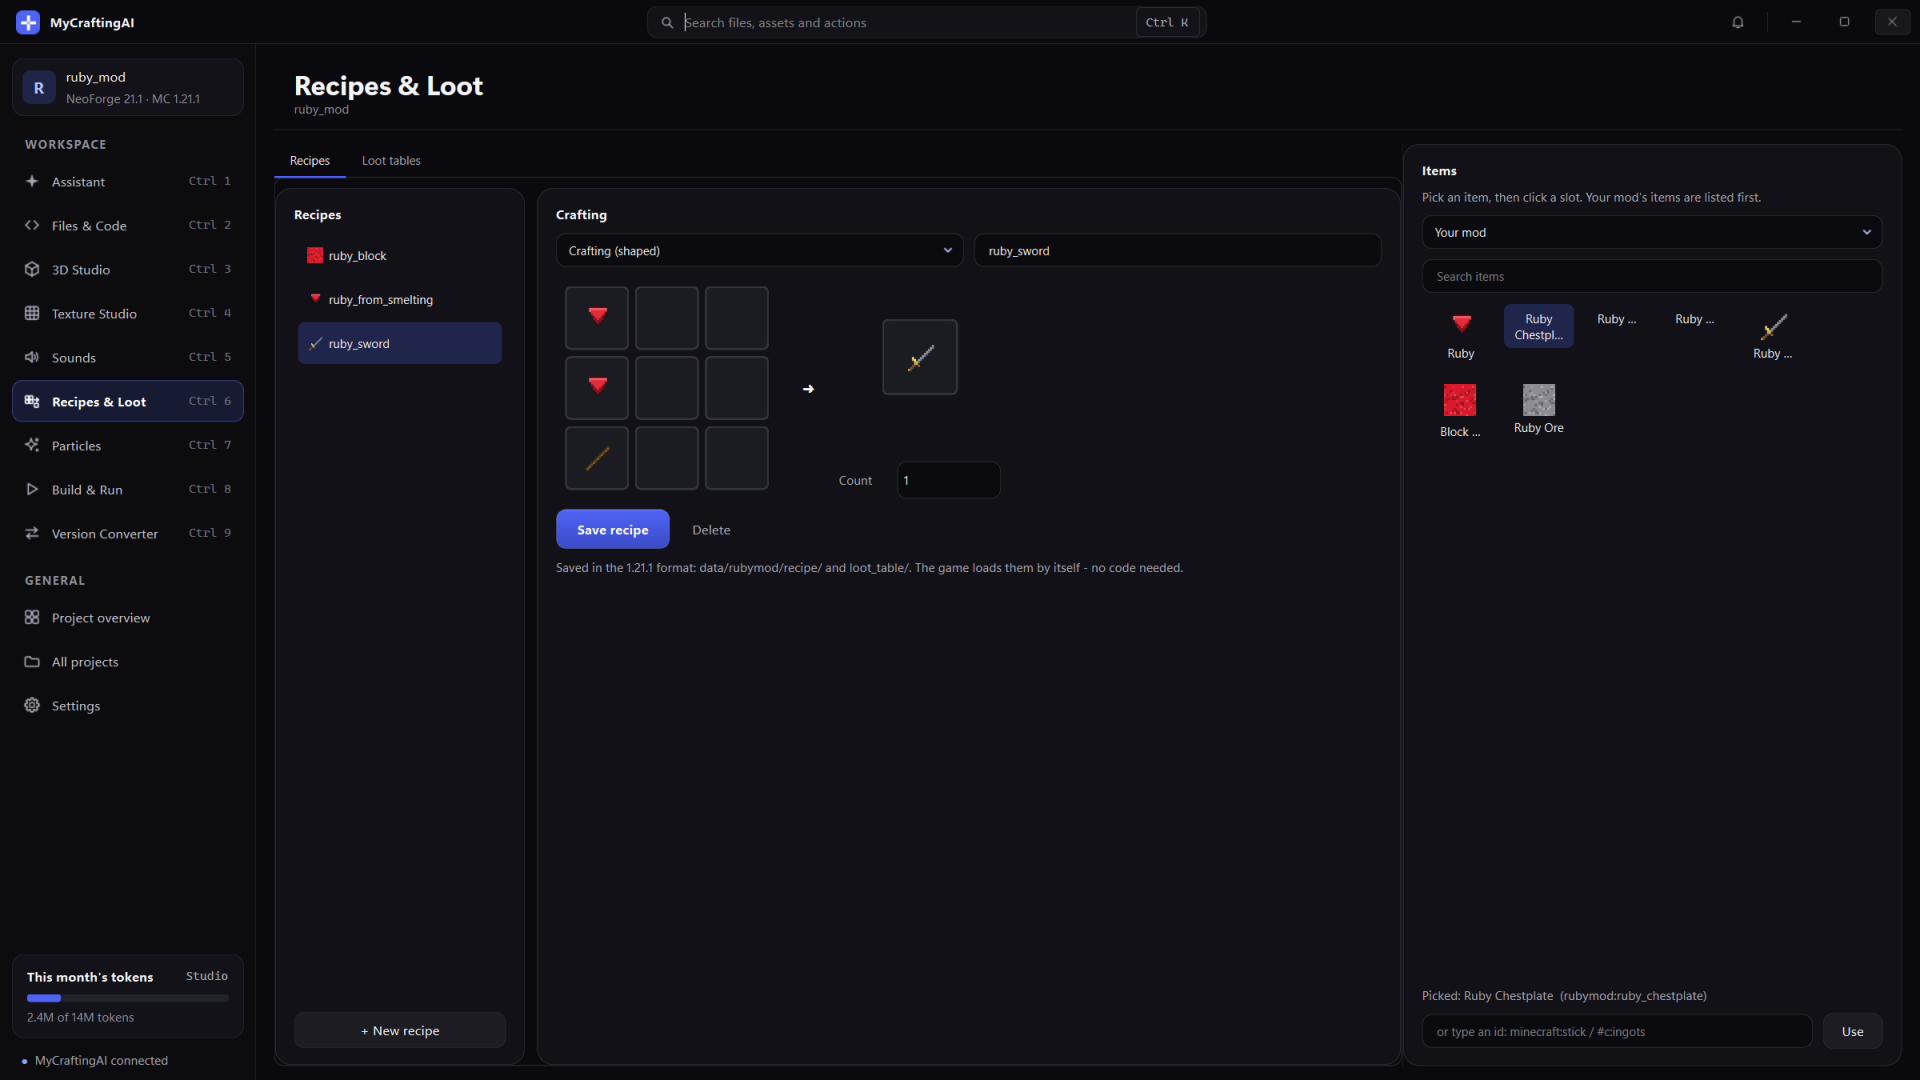 MyCraftingAI
Search files, assets and actions
Ctrl K
R
ruby_mod
NeoForge 21.1 · MC 1.21.1
WORKSPACE
Assistant Ctrl 1
Files & Code Ctrl 2
3D Studio Ctrl 3
Texture Studio Ctrl 4
Sounds Ctrl 5
Recipes & Loot Ctrl 6
Particles Ctrl 7
Build & Run Ctrl 8
Version Converter Ctrl 9
GENERAL
Project overview
All projects
Settings
This month's tokens Studio
2.4M of 14M tokens
MyCraftingAI connected
Recipes & Loot
ruby_mod
Recipes Loot tables
Recipes
ruby_block
ruby_from_smelting
ruby_sword
+ New recipe
Crafting
Crafting (shaped)
ruby_sword
Count 1
Save recipe Delete
Saved in the 1.21.1 format: data/rubymod/recipe/ and loot_table/. The game loads them by itself - no code needed.
Items
Pick an item, then click a slot. Your mod's items are listed first.
Your mod
Search items
Ruby
Ruby
Chestpl...
Ruby ...
Ruby ...
Ruby ...
Block ...
Ruby Ore
Picked: Ruby Chestplate (rubymod:ruby_chestplate)
or type an id: minecraft:stick / #c:ingots
Use